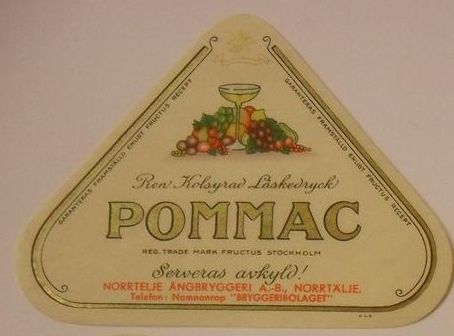 GARANTERAS FRAMSTÄLLD ENLIGT FRUCTUS RECEPT
GARANTERAS FRAMSTÄLLD ENLIGT FRUCTUS RECEPT
Ren Kolsyrad Läskedryck
POMMAC
REG. TRADE MARK FRUCTUS STOCKHOLM
Serveras avkyld!
NORRTELJE ÅNGBRYGGERI A.-B., NORRTÄLJE.
Telefon: Namnanrop "BRYGGERIBOLAGET"